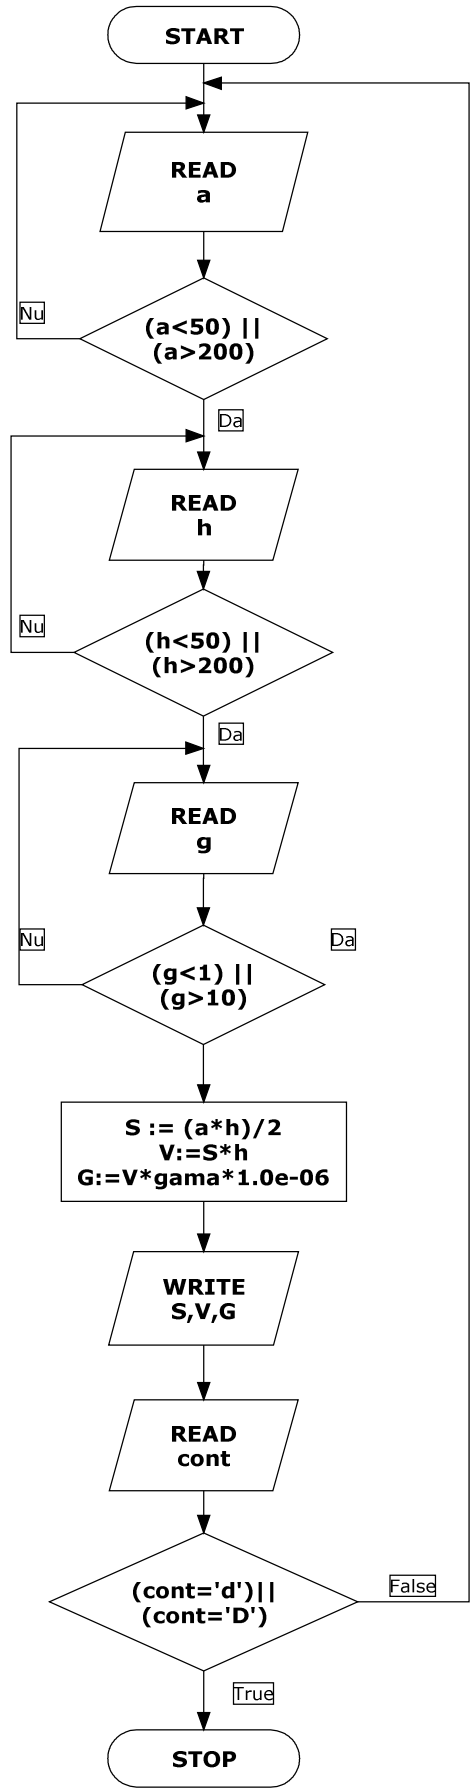 START
READ
a
Nu
(a<50) ||
(a>200)
Da
READ
h
Nu
(h<50) ||
(h>200)
Da
READ
g
Nu
Da
(g<1) ||
(g>10)
S := (a*h)/2
V:=S*h
G:=V*gama*1.0e-06
WRITE
S,V,G
READ
cont
(cont='d')||
(cont='D')
False
True
STOP